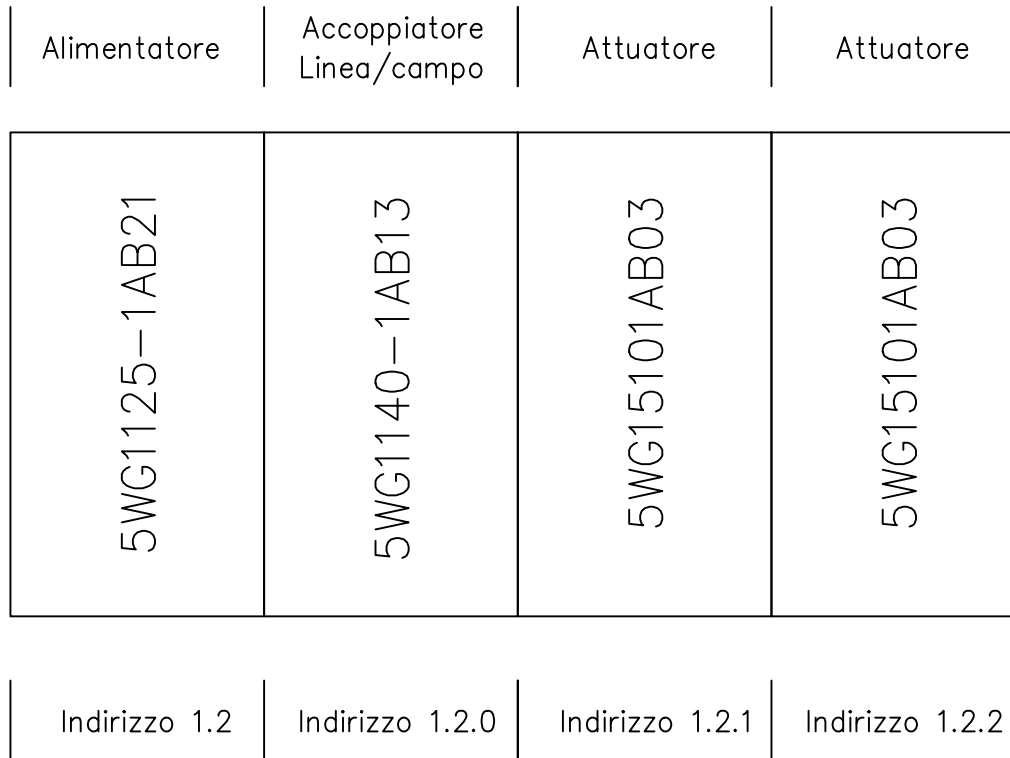 Alimentatore
Accoppiatore
Linea/campo
Attuatore
Attuatore
5WG1125-1AB21
5WG1140-1AB13
5WG15101AB03
5WG15101AB03
Indirizzo 1.2
Indirizzo 1.2.0
Indirizzo 1.2.1
Indirizzo 1.2.2